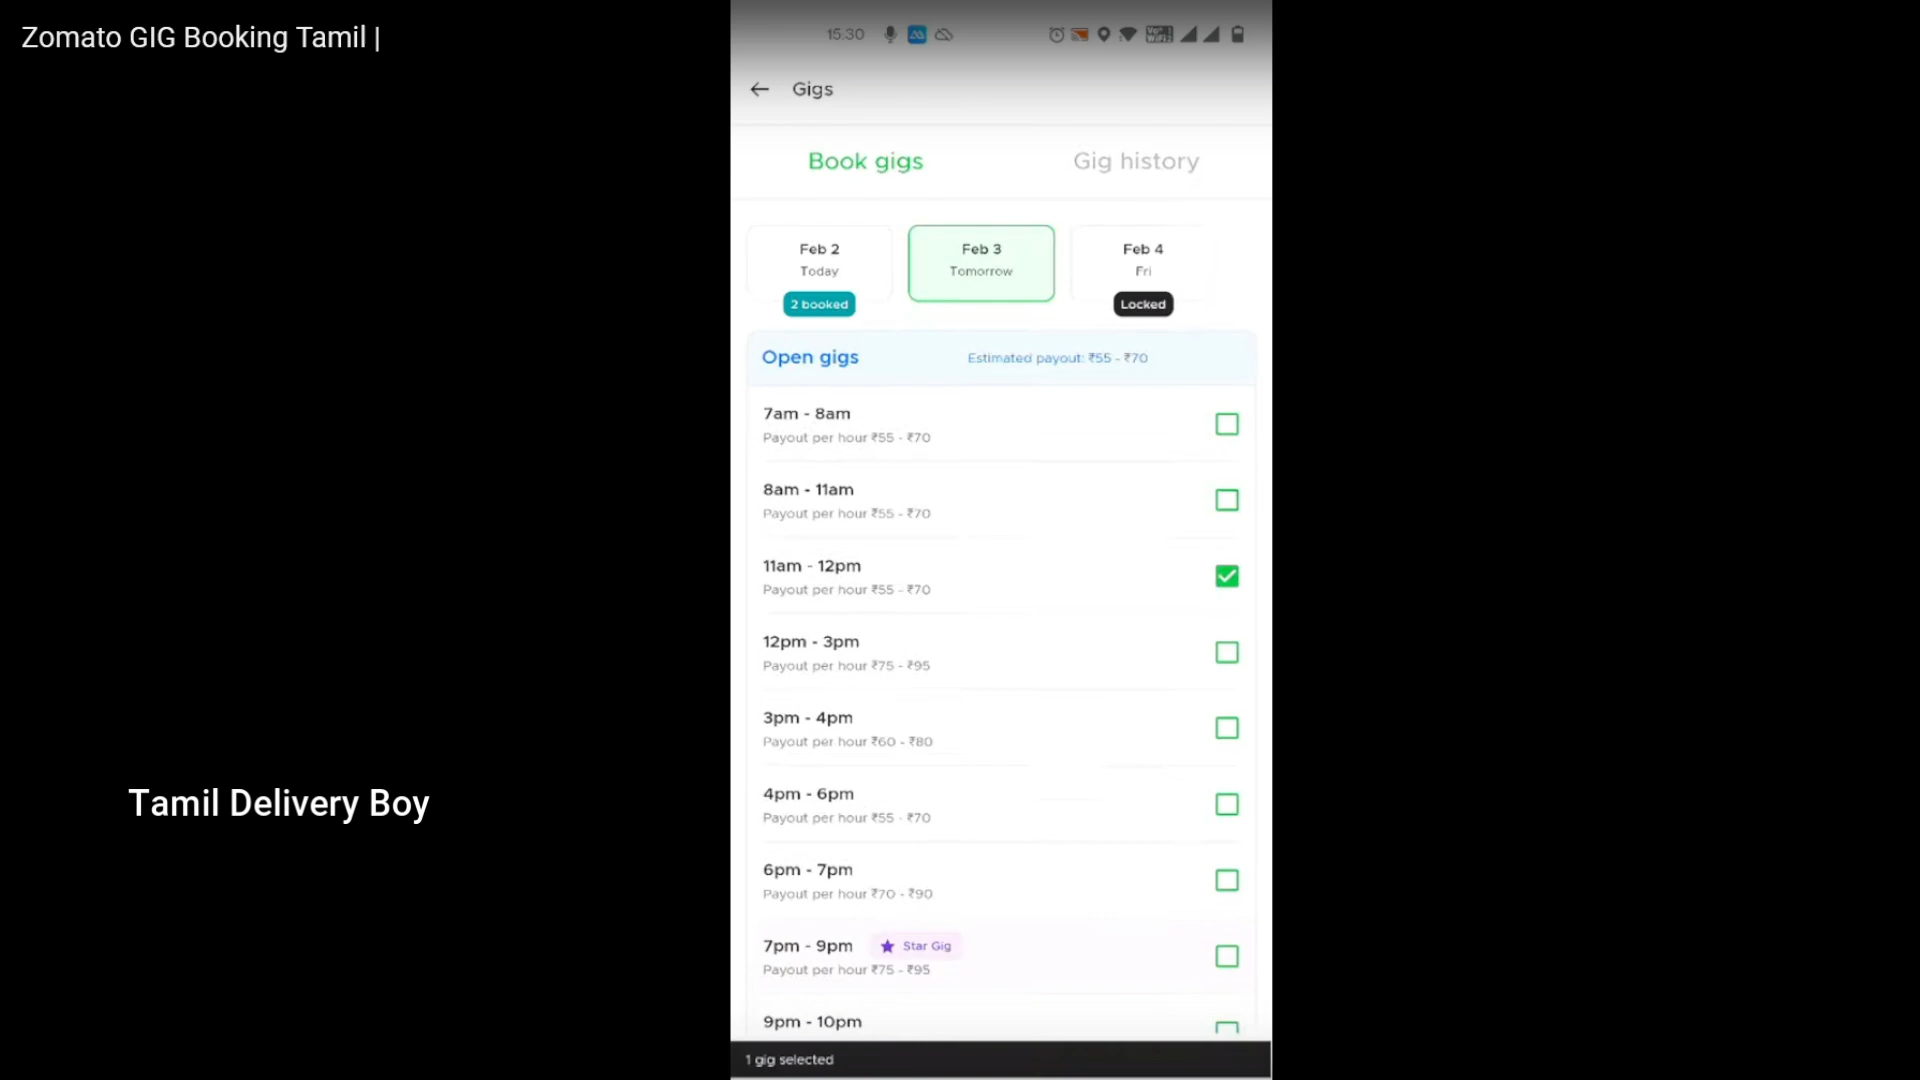 Zomato GIG Booking Tamil |
15:30
Gigs
Book gigs
Gig history
Feb 2
Today
2 booked
Feb 3
Tomorrow
Feb 4
Fri
Locked
Open gigs
Estimated payout: ₹55 - ₹70
7am - 8am
Payout per hour ₹55 - ₹70
8am - 11am
Payout per hour ₹55 - ₹70
11am - 12pm
Payout per hour ₹55 - ₹70
12pm - 3pm
Payout per hour ₹75 - ₹95
3pm - 4pm
Payout per hour ₹60 - ₹80
4pm - 6pm
Payout per hour ₹55 - ₹70
6pm - 7pm
Payout per hour ₹70 - ₹90
7pm - 9pm
Star Gig
Payout per hour ₹75 - ₹95
9pm - 10pm
1 gig selected
Tamil Delivery Boy